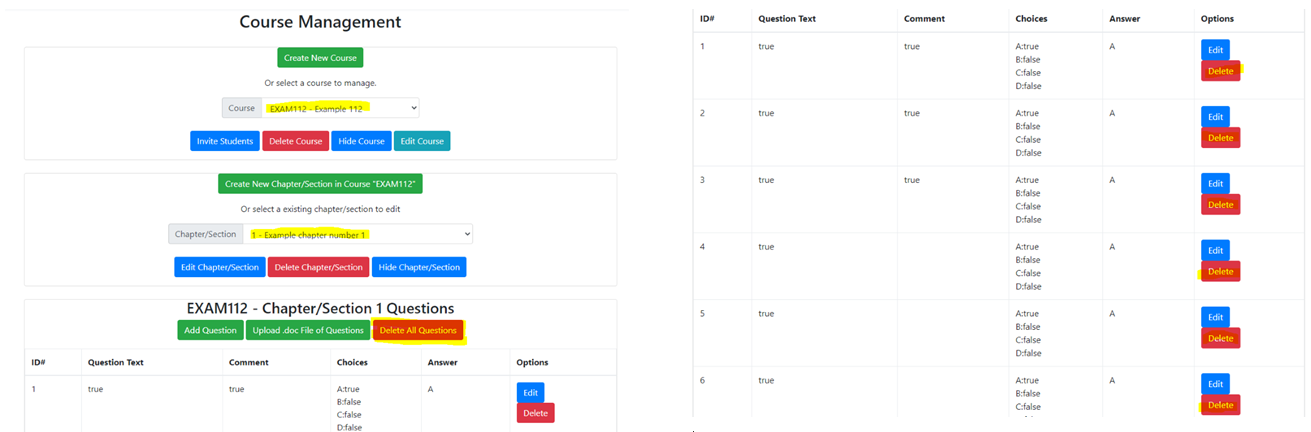 Course Management
Create New Course
Or select a course to manage.
Course EXAM112 - Example 112
Invite Students Delete Course Hide Course Edit Course
Create New Chapter/Section in Course "EXAM112"
Or select a existing chapter/section to edit
Chapter/Section 1 - Example chapter number 1
Edit Chapter/Section Delete Chapter/Section Hide Chapter/Section
EXAM112 - Chapter/Section 1 Questions
Add Question Upload .doc File of Questions Delete All Questions
ID# Question Text Comment Choices Answer Options
1 true true A:true A Edit
B:false
C:false Delete
D:false
ID# Question Text Comment Choices Answer Options
1 true true A:true A Edit
B:false
C:false Delete
D:false
2 true true A:true A Edit
B:false
C:false Delete
D:false
3 true true A:true A Edit
B:false
C:false Delete
D:false
4 true A:true A Edit
B:false
C:false Delete
D:false
5 true A:true A Edit
B:false
C:false Delete
D:false
6 true A:true A Edit
B:false
C:false Delete